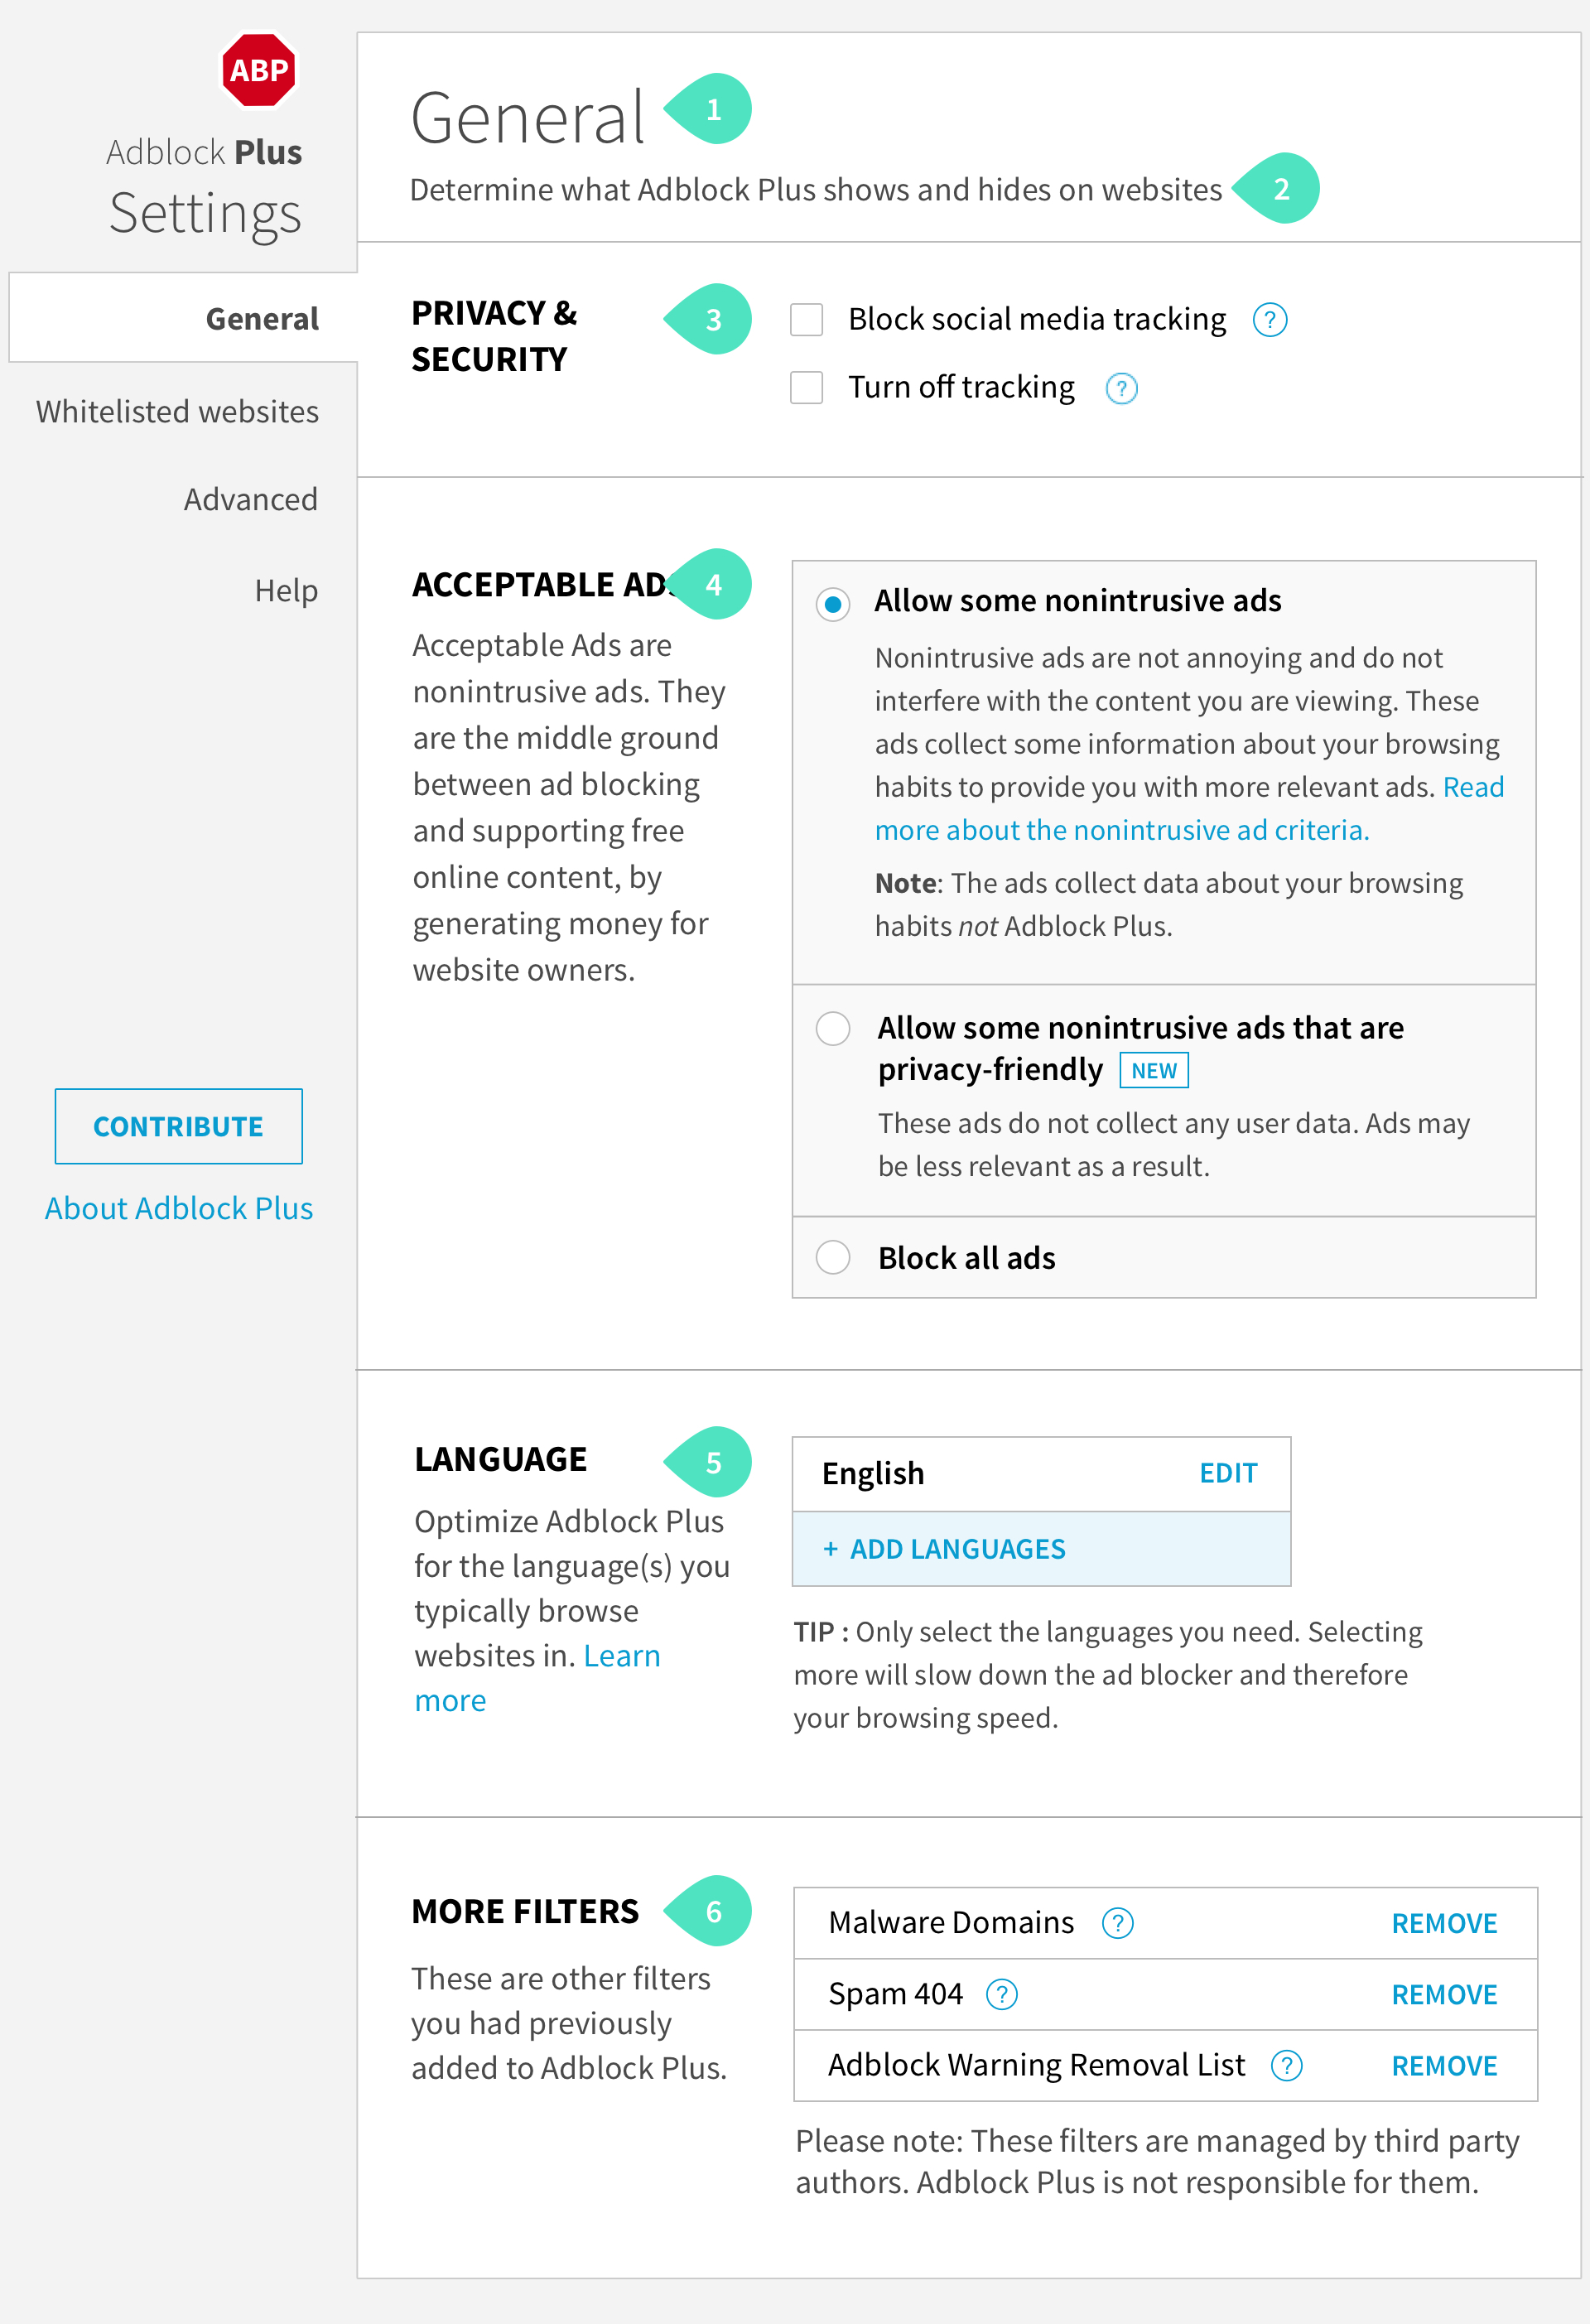 ABP
Adblock Plus
Settings
General
Whitelisted websites
Advanced
Help
CONTRIBUTE
About Adblock Plus
General
1
Determine what Adblock Plus shows and hides on websites
2
PRIVACY &
SECURITY
3
Block social media tracking ?
Turn off tracking ?
ACCEPTABLE ADS
4
Acceptable Ads are
nonintrusive ads. They
are the middle ground
between ad blocking
and supporting free
online content, by
generating money for
website owners.
Allow some nonintrusive ads
Nonintrusive ads are not annoying and do not
interfere with the content you are viewing. These
ads collect some information about your browsing
habits to provide you with more relevant ads. Read
more about the nonintrusive ad criteria.
Note: The ads collect data about your browsing
habits not Adblock Plus.
Allow some nonintrusive ads that are
privacy-friendly NEW
These ads do not collect any user data. Ads may
be less relevant as a result.
Block all ads
LANGUAGE
5
Optimize Adblock Plus
for the language(s) you
typically browse
websites in. Learn
more
English EDIT
+ ADD LANGUAGES
TIP : Only select the languages you need. Selecting
more will slow down the ad blocker and therefore
your browsing speed.
MORE FILTERS
6
These are other filters
you had previously
added to Adblock Plus.
Malware Domains ? REMOVE
Spam 404 ? REMOVE
Adblock Warning Removal List ? REMOVE
Please note: These filters are managed by third party
authors. Adblock Plus is not responsible for them.